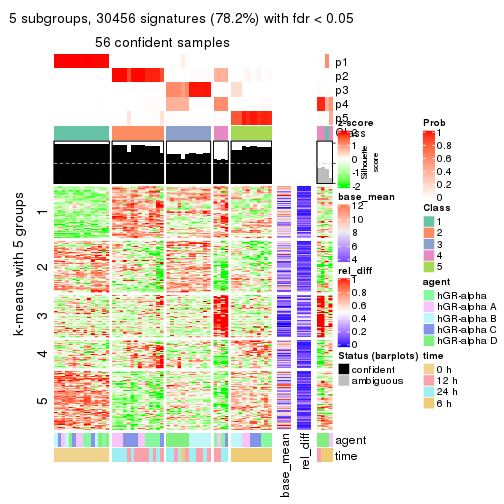 5 subgroups, 30456 signatures (78.2%) with fdr < 0.05
56 confident samples
p1
p2
p3
p4
p5
Class
Silhouette
score
k-means with 5 groups
1
2
3
4
5
agent
time
base_mean
rel_diff
z-score
2
1
0
-1
-2
base_mean
12
10
8
6
4
rel_diff
1
0.8
0.6
0.4
0.2
0
Status (barplots)
confident
ambiguous
Prob
1
0.8
0.6
0.4
0.2
0
Class
1
2
3
4
5
agent
hGR-alpha
hGR-alpha A
hGR-alpha B
hGR-alpha C
hGR-alpha D
time
0 h
12 h
24 h
6 h